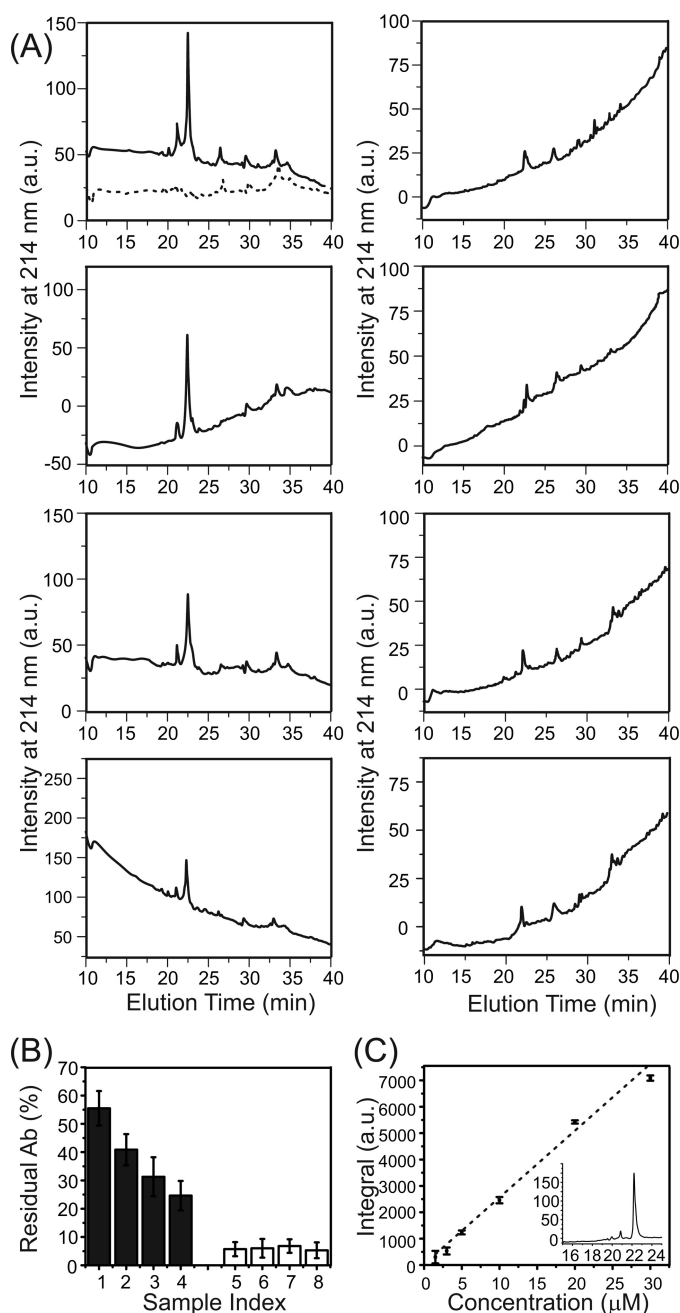 (A)
150
100
50
0
10 15 20 25 30 35 40
Intensity at 214 nm (a.u.)
100
75
50
25
0
10 15 20 25 30 35 40
Intensity at 214 nm (a.u.)
100
50
0
-50
10 15 20 25 30 35 40
100
75
50
25
0
10 15 20 25 30 35 40
150
100
50
0
10 15 20 25 30 35 40
Intensity at 214 nm (a.u.)
100
75
50
25
0
10 15 20 25 30 35 40
Intensity at 214 nm (a.u.)
250
200
150
100
50
10 15 20 25 30 35 40
Elution Time (min)
75
50
25
0
10 15 20 25 30 35 40
Elution Time (min)
(B)
70
60
50
40
30
20
10
0
Residual Ab (%)
1 2 3 4 5 6 7 8
Sample Index
(C)
7000
6000
5000
4000
3000
2000
1000
0
Integral (a.u.)
150
100
50
0
16 18 20 22 24
0 5 10 15 20 25 30
Concentration (µM)